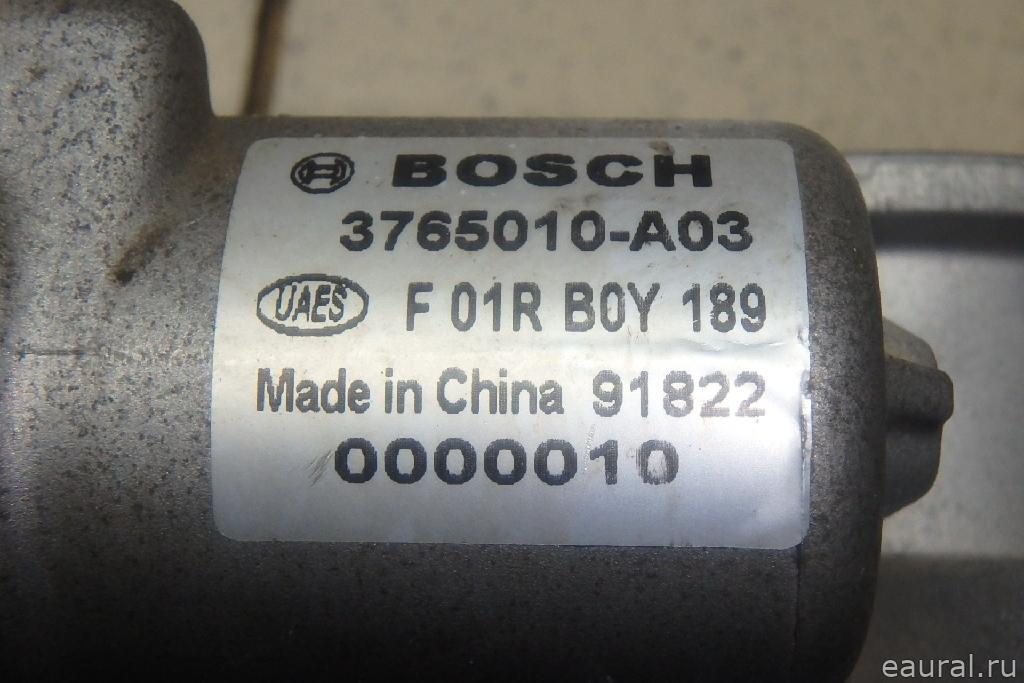 BOSCH
3765010-A03
UAES F 01R B0Y 189
Made in China 91822
0000010
eaural.ru